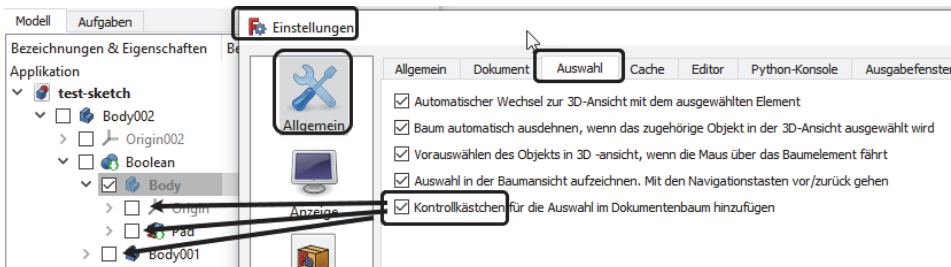 Modell Aufgaben
Bezeichnungen & Eigenschaften Be
Applikation
test-sketch
Body002
Origin002
Boolean
Body
Origin
Pad
Body001
Einstellungen
Allgemein
Anzeige
Allgemein Dokument Auswahl Cache Editor Python-Konsole Ausgabefenster
Automatischer Wechsel zur 3D-Ansicht mit dem ausgewählten Element
Baum automatisch ausdehnen, wenn das zugehörige Objekt in der 3D-Ansicht ausgewählt wird
Vorauswählen des Objekts in 3D -ansicht, wenn die Maus über das Baumelement fährt
Auswahl in der Baumansicht aufzeichnen. Mit den Navigationstasten vor/zurück gehen
Kontrollkästchen für die Auswahl im Dokumentenbaum hinzufügen